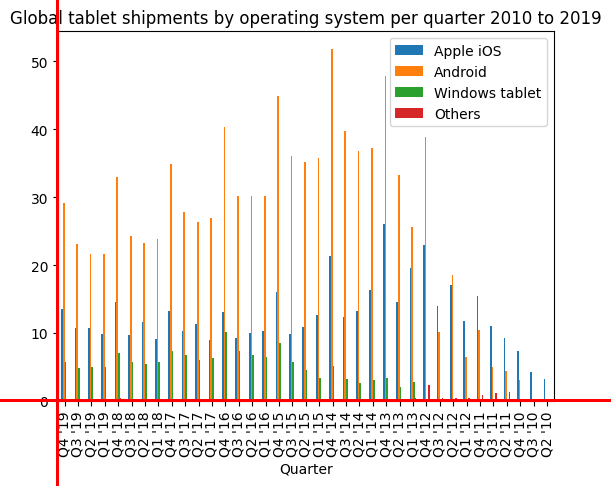 Global tablet shipments by operating system per quarter 2010 to 2019
Apple iOS
Android
Windows tablet
Others
50
40
30
20
10
0
Q4 '19
Q3 '19
Q2 '19
Q1 '19
Q4 '18
Q3 '18
Q2 '18
Q1 '18
Q4 '17
Q3 '17
Q2 '17
Q1 '17
Q4 '16
Q3 '16
Q2 '16
Q1 '16
Q4 '15
Q3 '15
Q2 '15
Q1 '15
Q4 '14
Q3 '14
Q2 '14
Q1 '14
Q4 '13
Q3 '13
Q2 '13
Q1 '13
Q4 '12
Q3 '12
Q2 '12
Q1 '12
Q4 '11
Q3 '11
Q2 '11
Q4 '10
Q3 '10
Q2 '10
Quarter